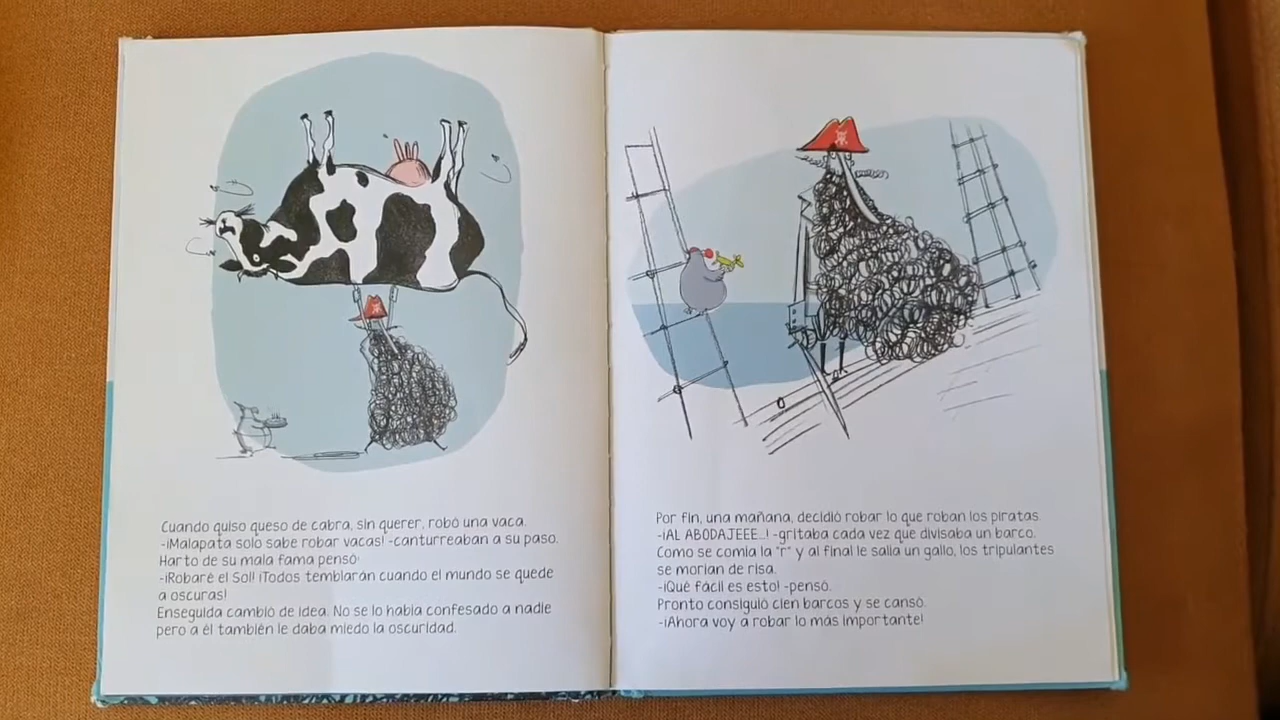 Cuando quiso queso de cabra, sin querer, robó una vaca.
-¡Malapata solo sabe robar vacas! -canturreaban a su paso.
Harto de su mala fama pensó:
-¡Robaré el Sol! ¡Todos temblarán cuando el mundo se quede
a oscuras!
Enseguida cambió de idea. No se lo había confesado a nadie
pero a él también le daba miedo la oscuridad.
Por fin, una mañana, decidió robar lo que roban los piratas.
-¡AL ABODAJEEE...! -gritaba cada vez que divisaba un barco.
Como se comía la "r" y al final le salía un gallo, los tripulantes
se morían de risa.
-¡Qué fácil es esto! -pensó.
Pronto consiguió cien barcos y se cansó.
-¡Ahora voy a robar lo más importante!